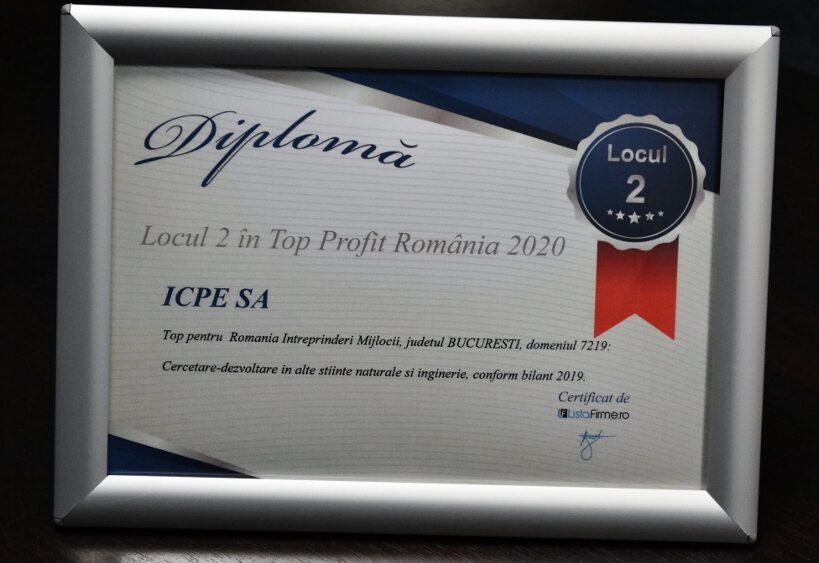 Diplomă
Locul
2
Locul 2 în Top Profit România 2020
ICPE SA
Top pentru Romania Intreprinderi Mijlocii, judetul BUCURESTI, domeniul 7219:
Cercetare-dezvoltare in alte stiinte naturale si inginerie, conform bilant 2019.
Certificat de
ListaFirme.ro